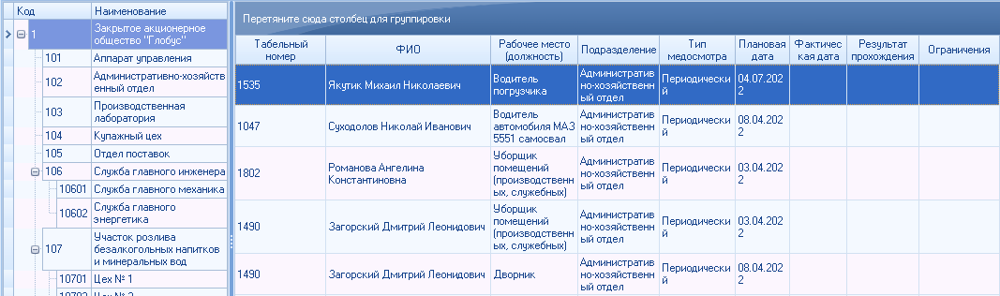 Код Наименование
1 Закрытое акционерное
общество "Глобус"
101 Аппарат управления
102 Административно-хозяйств
енный отдел
103 Производственная
лаборатория
104 Купажный цех
105 Отдел поставок
106 Служба главного инженера
10601 Служба главного механика
10602 Служба главного
энергетика
107 Участок розлива
безалкогольных напитков
и минеральных вод
10701 Цех № 1
Перетяните сюда столбец для группировки
Табельный
номер
ФИО
Рабочее место
(должность)
Подразделение
Тип
медосмотра
Плановая
дата
Фактичес
кая дата
Результат
прохождения
Ограничения
1535
Якутик Михаил Николаевич
Водитель
погрузчика
Административ
но-хозяйственн
ый отдел
Периодически
й
04.07.202
2
1047
Суходолов Николай Иванович
Водитель
автомобиля МАЗ
5551 самосвал
Административ
но-хозяйственн
ый отдел
Периодически
й
08.04.202
2
1802
Романова Ангелина
Константиновна
Уборщик
помещений
(производственн
ых, служебных)
Административ
но-хозяйственн
ый отдел
Периодически
й
03.04.202
2
1490
Загорский Дмитрий Леонидович
Уборщик
помещений
(производственн
ых, служебных)
Административ
но-хозяйственн
ый отдел
Периодически
й
03.04.202
2
1490
Загорский Дмитрий Леонидович
Дворник
Административ
но-хозяйственн
ый отдел
Периодически
й
08.04.202
2